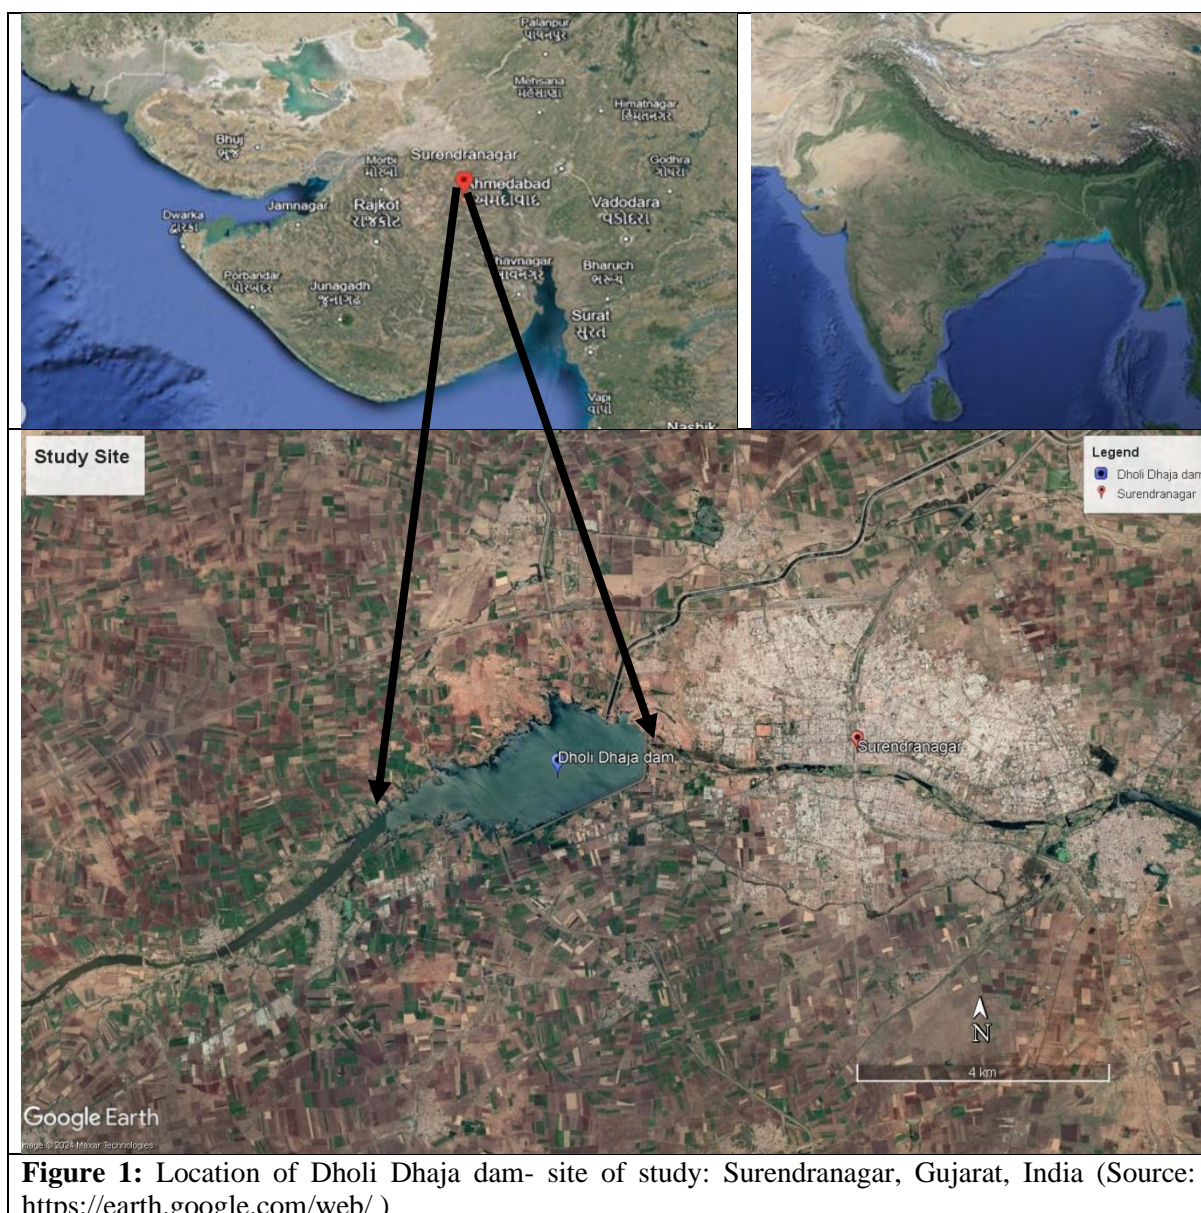 Palanpur
પાલનપુર
Mehsana
મહેસાણા
Himatnagar
હિંમતનગર
Bhuj
ભુજ
Morbi
મોરબી
Surendranagar
Godhra
ગોધરા
Ahmedabad
અમદાવાદ
Dwarka
દ્વારકા
Jamnagar
Rajkot
રાજકોટ
Vadodara
વડોદરા
Porbandar
પોરબંદર
Junagadh
જુનાગઢ
Bhavnagar
ભાવનગર
Bharuch
ભરૂચ
Surat
સુરત
Vapi
વાપી
Nashik
Study Site
Legend
Dholi Dhaja dam
Surendranagar
Dholi Dhaja dam
Surendranagar
N
4 km
Google Earth
Image © 2024 Maxar Technologies
Figure 1: Location of Dholi Dhaja dam- site of study: Surendranagar, Gujarat, India (Source:
https://earth.google.com/web/ )